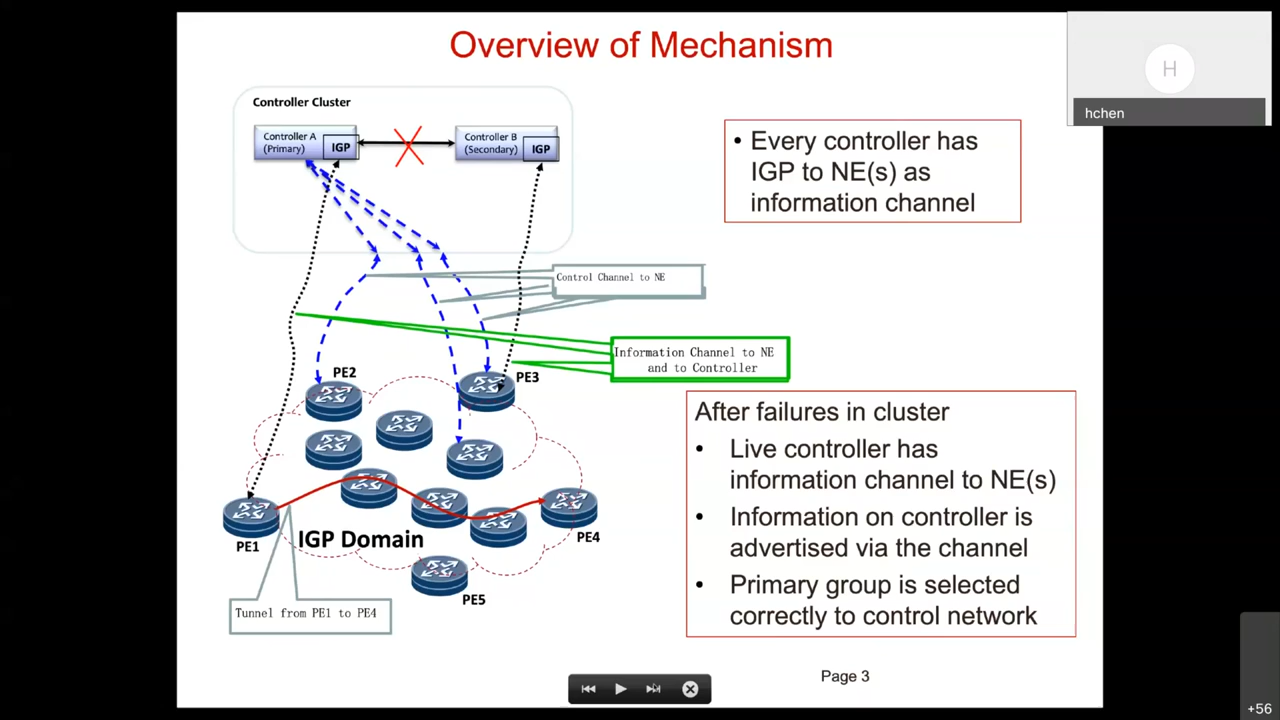 Overview of Mechanism
H
hchen
Controller Cluster
Controller A
(Primary)
IGP
Controller B
(Secondary)
IGP
• Every controller has
IGP to NE(s) as
information channel
Control Channel to NE
Information Channel to NE
and to Controller
PE2
PE3
PE1
IGP Domain
PE4
PE5
Tunnel from PE1 to PE4
After failures in cluster
• Live controller has
information channel to NE(s)
• Information on controller is
advertised via the channel
• Primary group is selected
correctly to control network
Page 3
+56